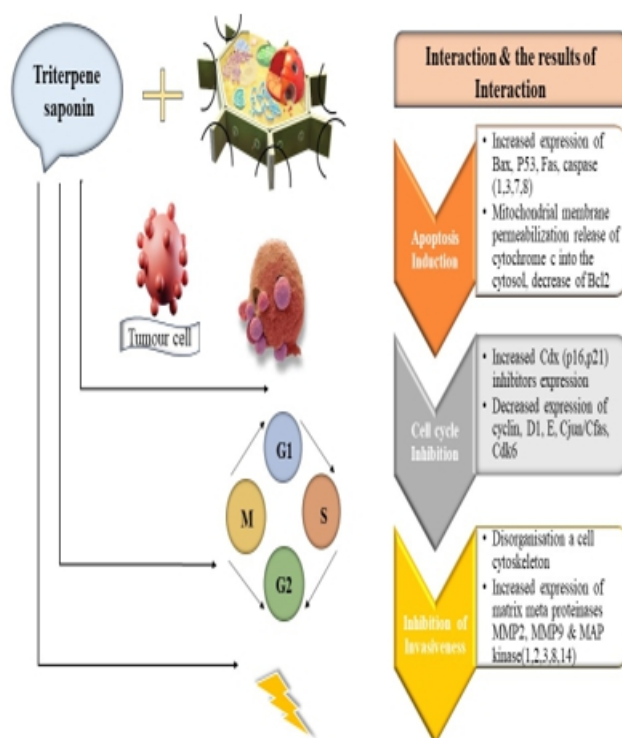 Triterpene
saponin
Tumour cell
G1
M
S
G2
Interaction & the results of
Interaction
Apoptosis
Induction
• Increased expression of
Bax, P53, Fas, caspase
(1,3,7,8)
• Mitochondrial membrane
permeabilization release of
cytochrome c into the
cytosol, decrease of Bcl2
Cell cycle
Inhibition
• Increased Cdx (p16,p21)
inhibitors expression
• Decreased expression of
cyclin, D1, E, Cjun/Cfas,
Cdk6
Inhibition of
Invasiveness
• Disorganisation a cell
cytoskeleton
• Increased expression of
matrix meta proteinases
MMP2, MMP9 & MAP
kinase(1,2,3,8,14)